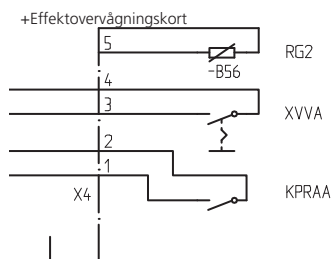 +Effektovervågningskort
5
RG2
-B56
4
3
XVVA
2
1
X4
KPRAA